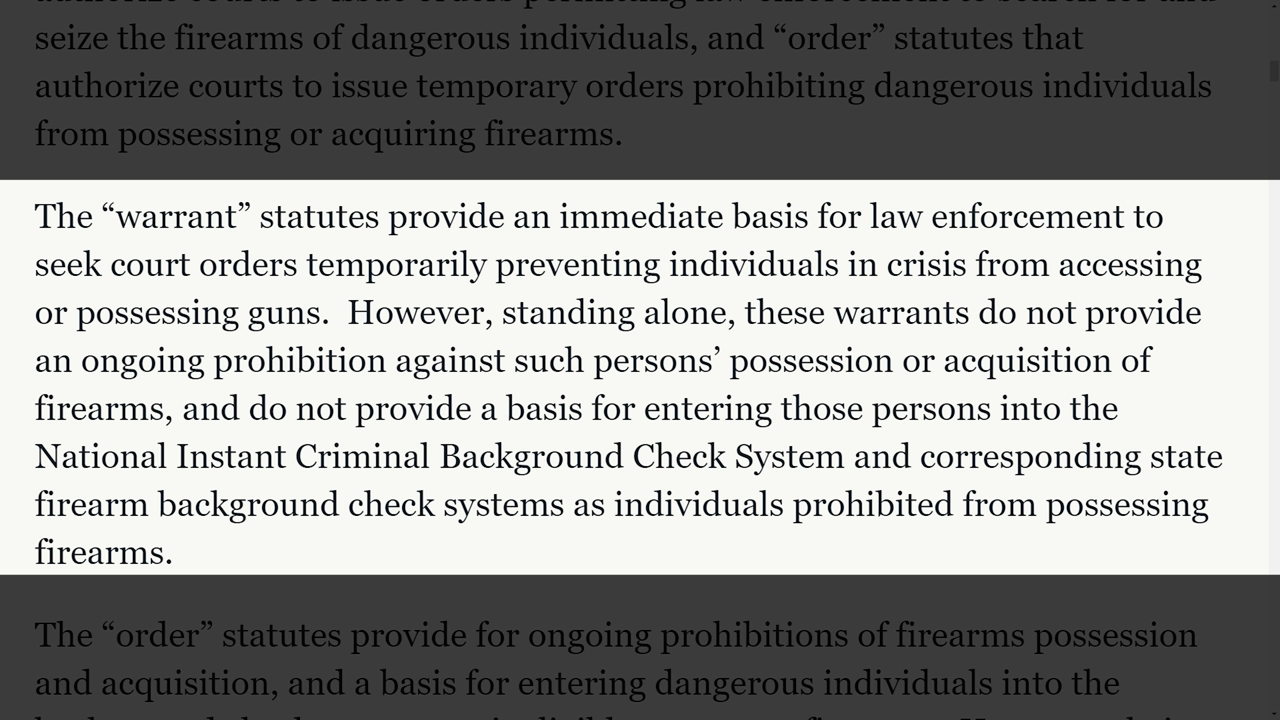 seize the firearms of dangerous individuals, and “order” statutes that
authorize courts to issue temporary orders prohibiting dangerous individuals
from possessing or acquiring firearms.
The “warrant” statutes provide an immediate basis for law enforcement to
seek court orders temporarily preventing individuals in crisis from accessing
or possessing guns.  However, standing alone, these warrants do not provide
an ongoing prohibition against such persons’ possession or acquisition of
firearms, and do not provide a basis for entering those persons into the
National Instant Criminal Background Check System and corresponding state
firearm background check systems as individuals prohibited from possessing
firearms.
The “order” statutes provide for ongoing prohibitions of firearms possession
and acquisition, and a basis for entering dangerous individuals into the